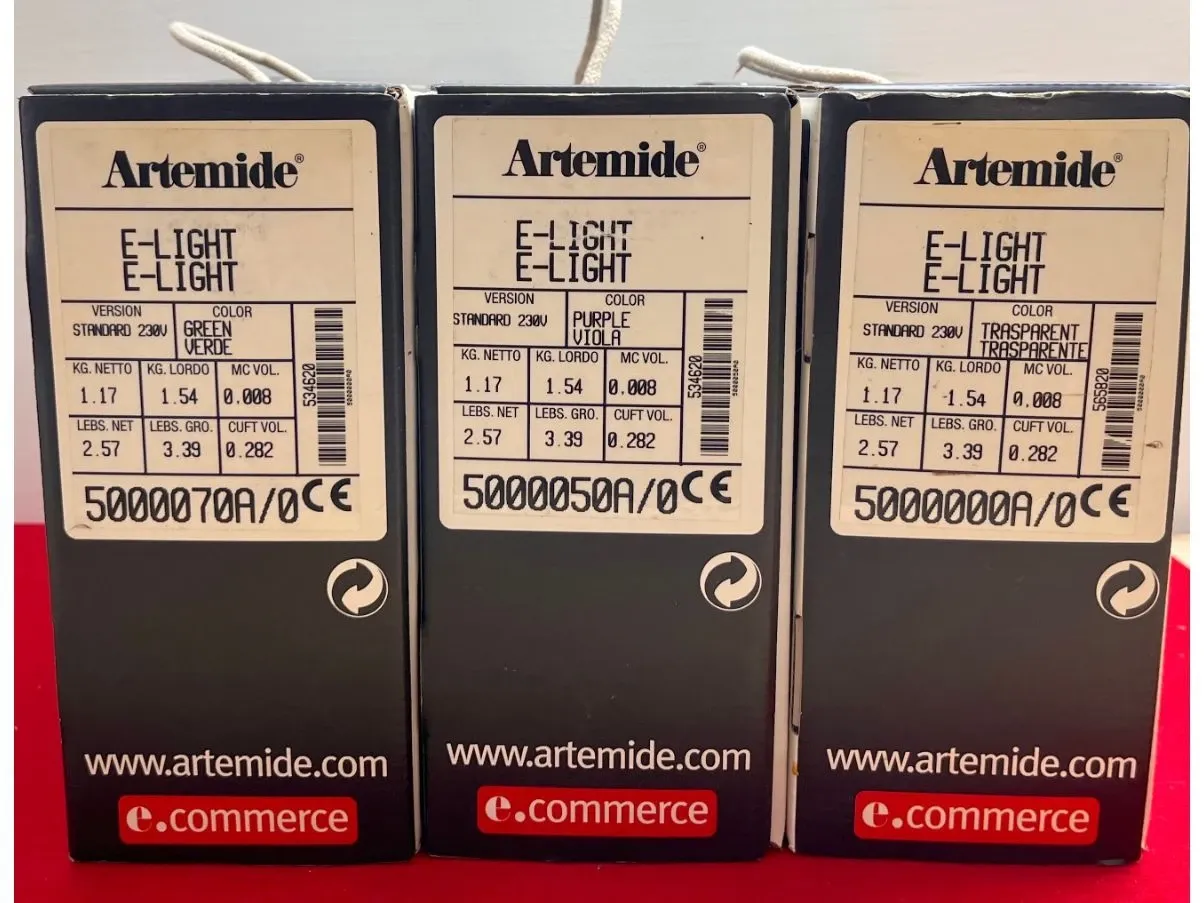 Artemide®
E-LIGHT
E-LIGHT
VERSION
STANDARD 230V
COLOR
GREEN
VERDE
KG. NETTO KG. LORDO MC VOL.
1.17 1.54 0.008
LEBS. NET LEBS. GRO. CUFT VOL.
2.57 3.39 0.282
534620
5000070A/0 CE
www.artemide.com
e.commerce
Artemide®
E-LIGHT
E-LIGHT
VERSION
STANDARD 230V
COLOR
PURPLE
VIOLA
KG. NETTO KG. LORDO MC VOL.
1.17 1.54 0.008
LEBS. NET LEBS. GRO. CUFT VOL.
2.57 3.39 0.282
534620
5000050A/0 CE
www.artemide.com
e.commerce
Artemide®
E-LIGHT
E-LIGHT
VERSION
STANDARD 230V
COLOR
TRASPARENT
TRASPARENTE
KG. NETTO KG. LORDO MC VOL.
1.17 1.54 0.008
LEBS. NET LEBS. GRO. CUFT VOL.
2.57 3.39 0.282
565820
5000000A/0 CE
www.artemide.com
e.commerce